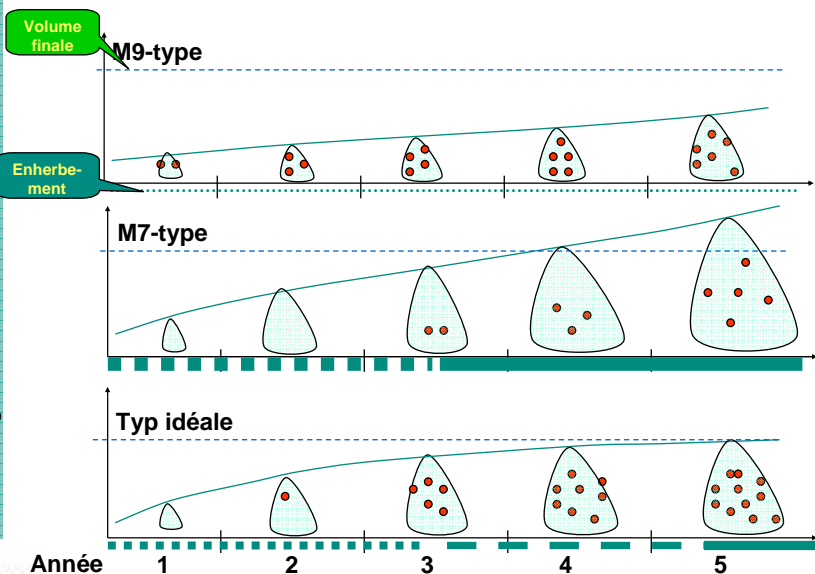 Volume
finale
M9-type
Enherbe-
ment
M7-type
Typ idéale
Année 1 2 3 4 5